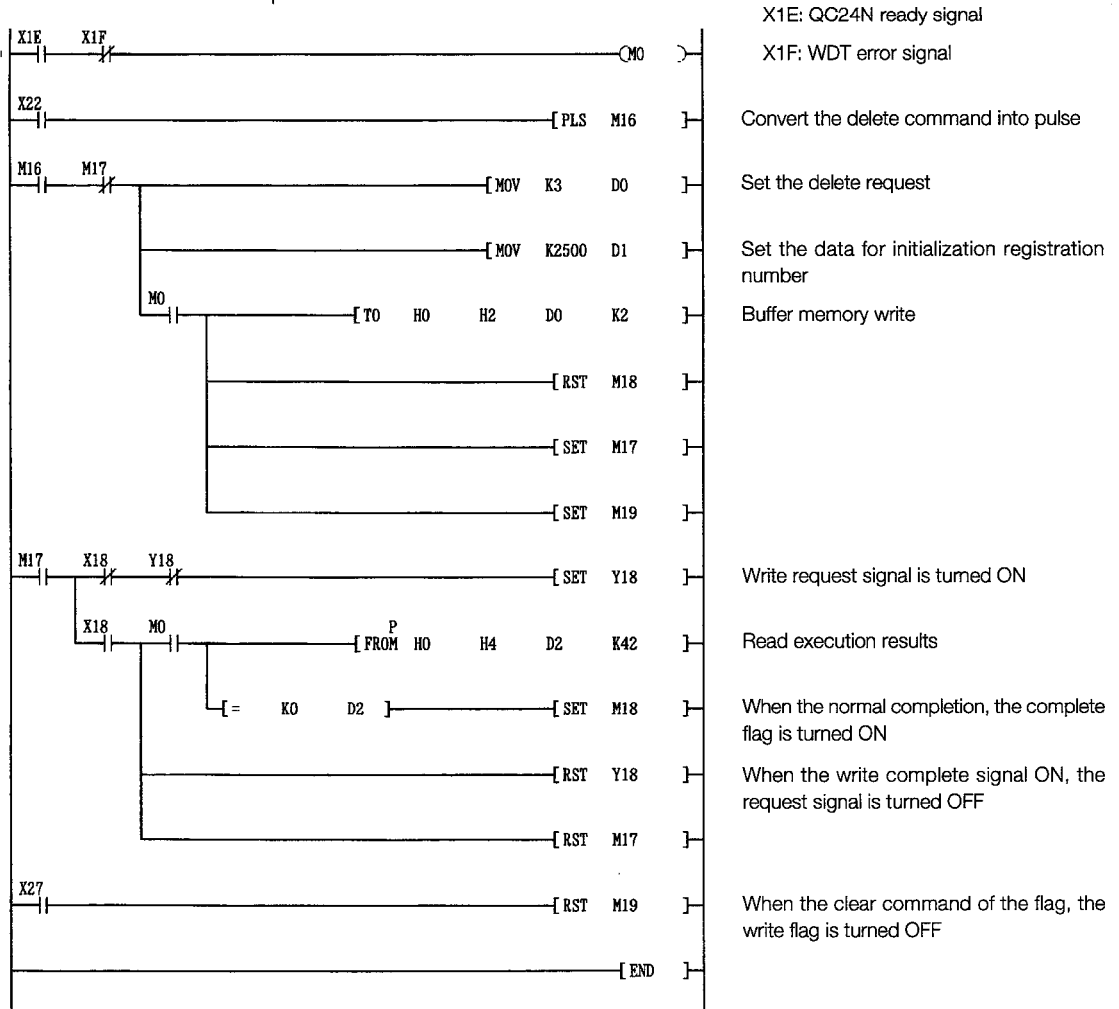 X1E: QC24N ready signal
X1E X1F
(M0 )
X1F: WDT error signal
X22
[ PLS M16 ]
Convert the delete command into pulse
M16 M17
[ MOV K3 D0 ]
Set the delete request
[ MOV K2500 D1 ]
Set the data for initialization registration
number
M0
[ TO H0 H2 D0 K2 ]
Buffer memory write
[ RST M18 ]
[ SET M17 ]
[ SET M19 ]
M17 X18 Y18
[ SET Y18 ]
Write request signal is turned ON
X18 M0
P
[ FROM H0 H4 D2 K42 ]
Read execution results
[ = K0 D2 ] [ SET M18 ]
When the normal completion, the complete
flag is turned ON
[ RST Y18 ]
When the write complete signal ON, the
request signal is turned OFF
[ RST M17 ]
X27
[ RST M19 ]
When the clear command of the flag, the
write flag is turned OFF
[ END ]